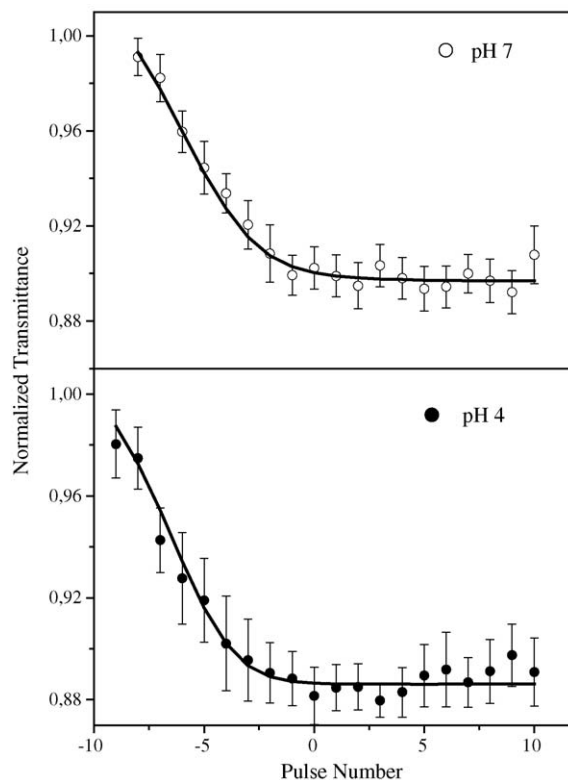 1,00
pH 7
0,96
0,92
0,88
Normalized Transmittance
1,00
pH 4
0,96
0,92
0,88
-10 -5 0 5 10
Pulse Number